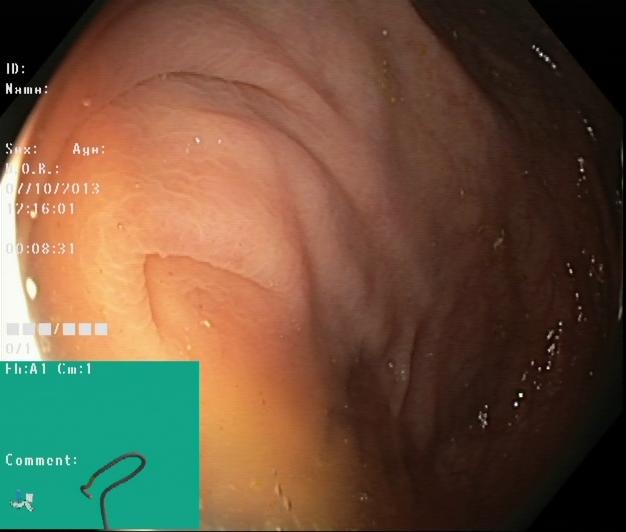 ID:
Name:
Sex: Age:
D.O.B.:
07/10/2013
12:16:01
00:08:31
/
0/1
Eh:A1 Cm:1
Comment: